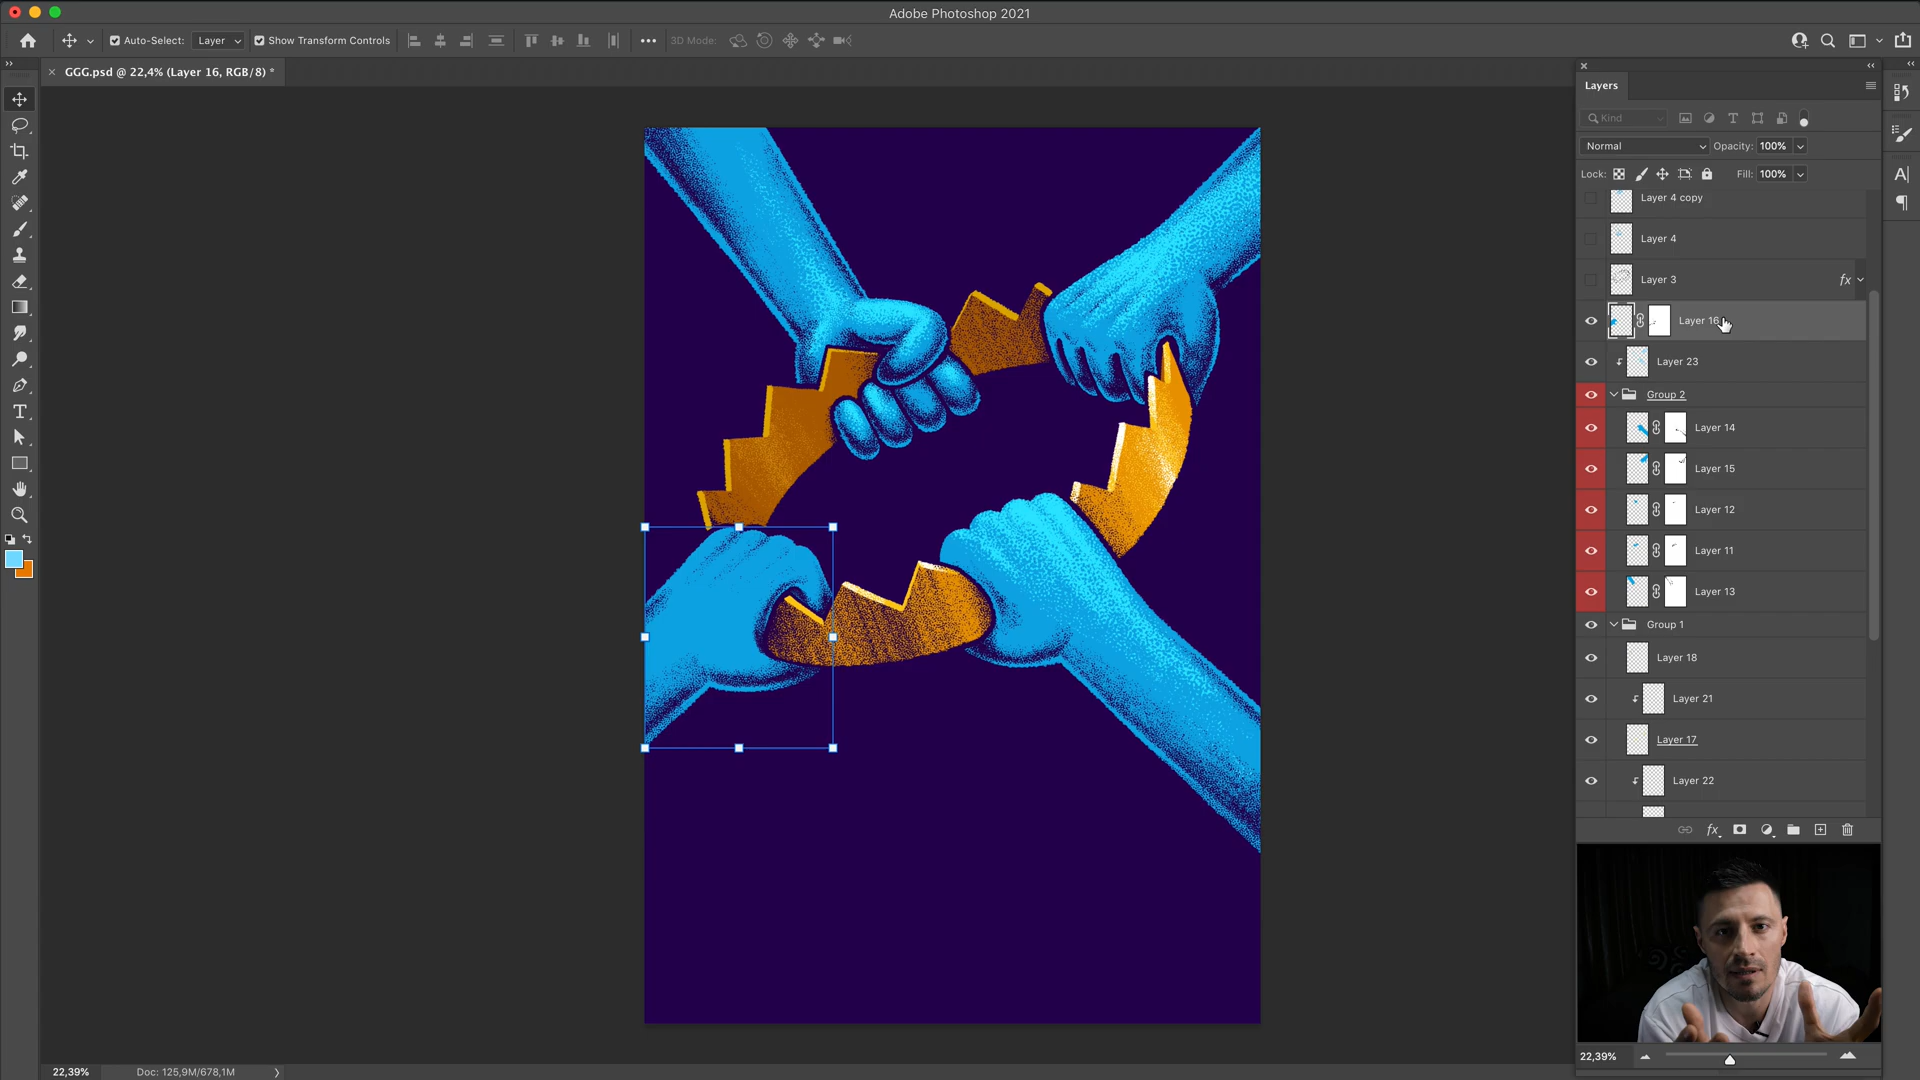 Adobe Photoshop 2021
Auto-Select: Layer Show Transform Controls 3D Mode:
GGG.psd @ 22,4% (Layer 16, RGB/8) *
Layers
Kind
Normal Opacity: 100%
Lock: Fill: 100%
Layer 4 copy
Layer 4
Layer 3 fx
Layer 16
Layer 23
Group 2
Layer 14
Layer 15
Layer 12
Layer 11
Layer 13
Group 1
Layer 18
Layer 21
Layer 17
Layer 22
fx
22,39%
22,39% Doc: 125,9M/678,1M